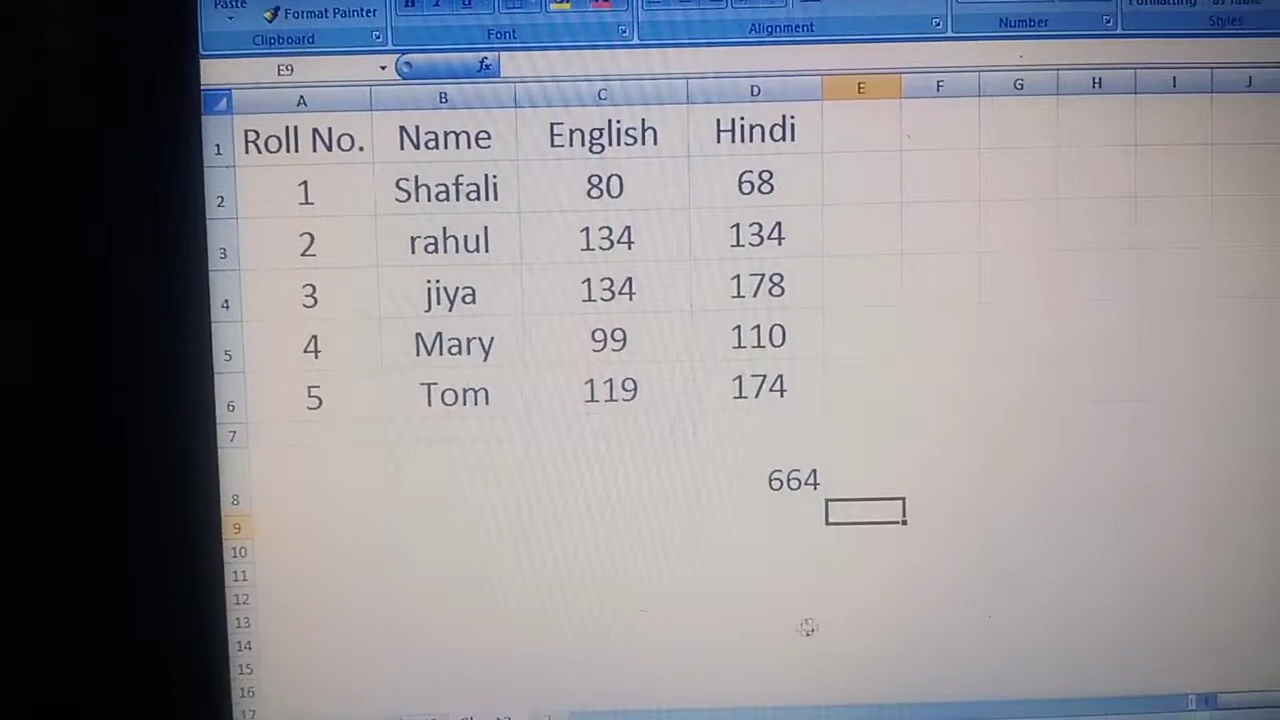 Paste
Format Painter
Clipboard
Font
Alignment
Number
Styles
E9
fx
A B C D E F G H I J
1 Roll No. Name English Hindi
2 1 Shafali 80 68
3 2 rahul 134 134
4 3 jiya 134 178
5 4 Mary 99 110
6 5 Tom 119 174
7
8 664
9
10
11
12
13
14
15
16
17